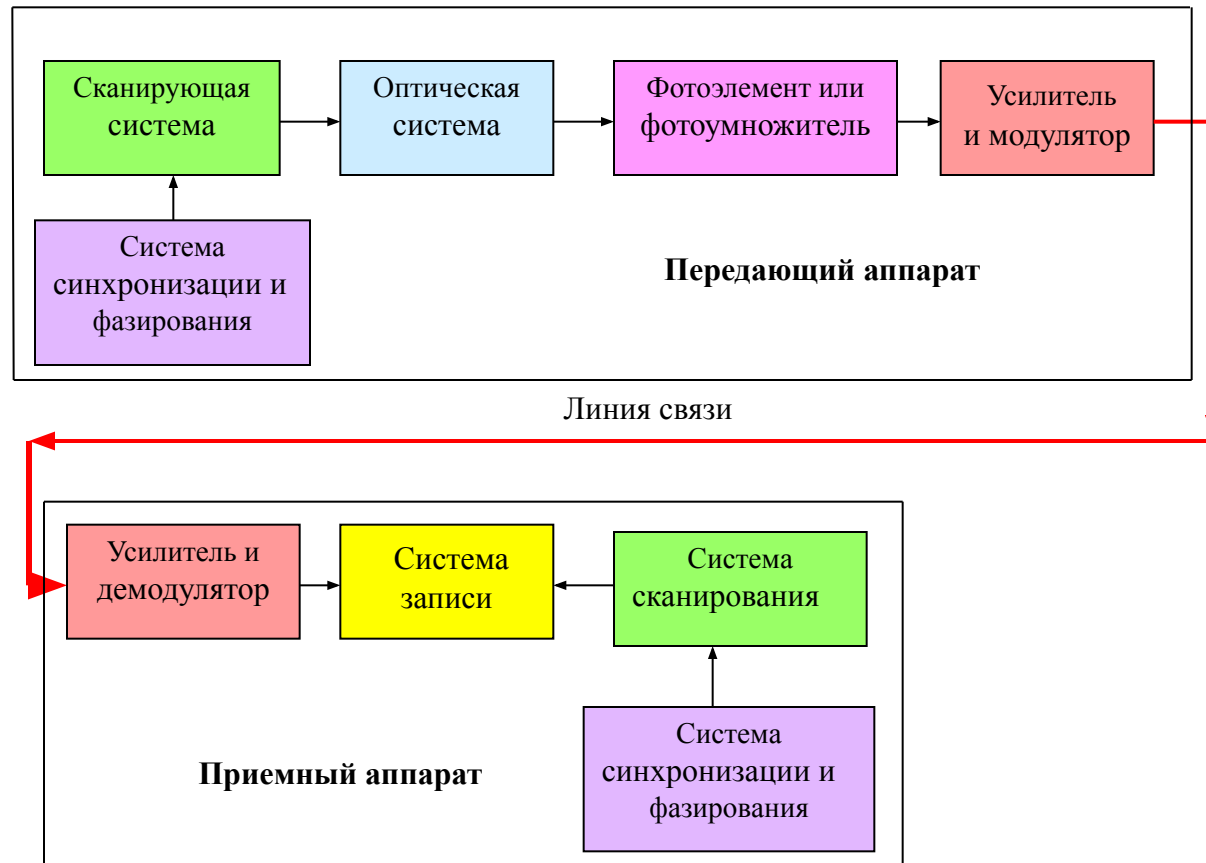 Сканирующая
система
Оптическая
система
Фотоэлемент или
фотоумножитель
Усилитель
и модулятор
Система
синхронизации и
фазирования
Передающий аппарат
Линия связи
Усилитель и
демодулятор
Система
записи
Система
сканирования
Система
синхронизации и
фазирования
Приемный аппарат